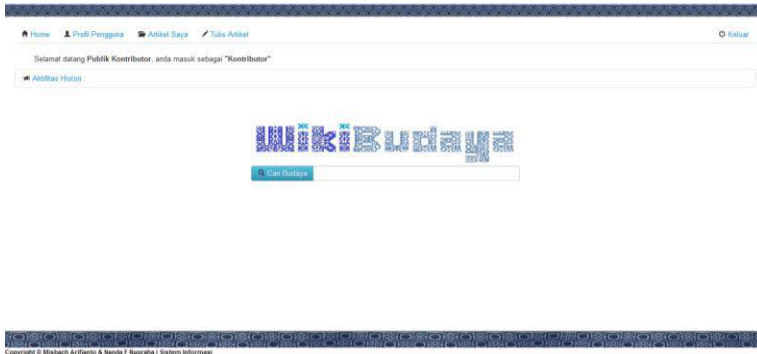 Home Profil Pengguna Artikel Saya Tulis Artikel Keluar
Selamat datang Publik Kontributor, anda masuk sebagai "Kontributor"
Aktifitas Histori :
WikiBudaya
Cari Budaya
Copyright © Misbach Arifianto & Nanda F Nugraha | Sistem Informasi